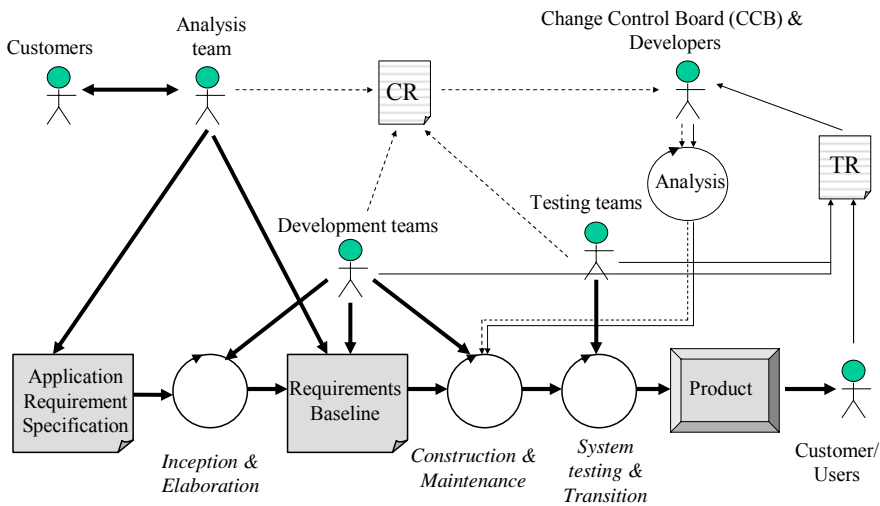 Customers
Analysis
team
Change Control Board (CCB) &
Developers
CR
TR
Analysis
Testing teams
Development teams
Application
Requirement
Specification
Requirements
Baseline
Product
Inception &
Elaboration
Construction &
Maintenance
System
testing &
Transition
Customer/
Users